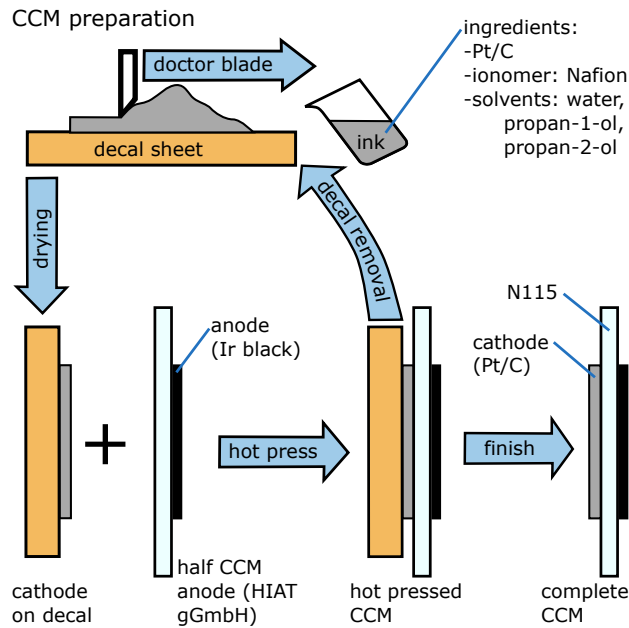 CCM preparation
ingredients:
-Pt/C
-ionomer: Nafion
-solvents: water,
propan-1-ol,
propan-2-ol
doctor blade
ink
decal sheet
drying
decal removal
anode
(Ir black)
N115
cathode
(Pt/C)
hot press
finish
cathode
on decal
half CCM
anode (HIAT
gGmbH)
hot pressed
CCM
complete
CCM